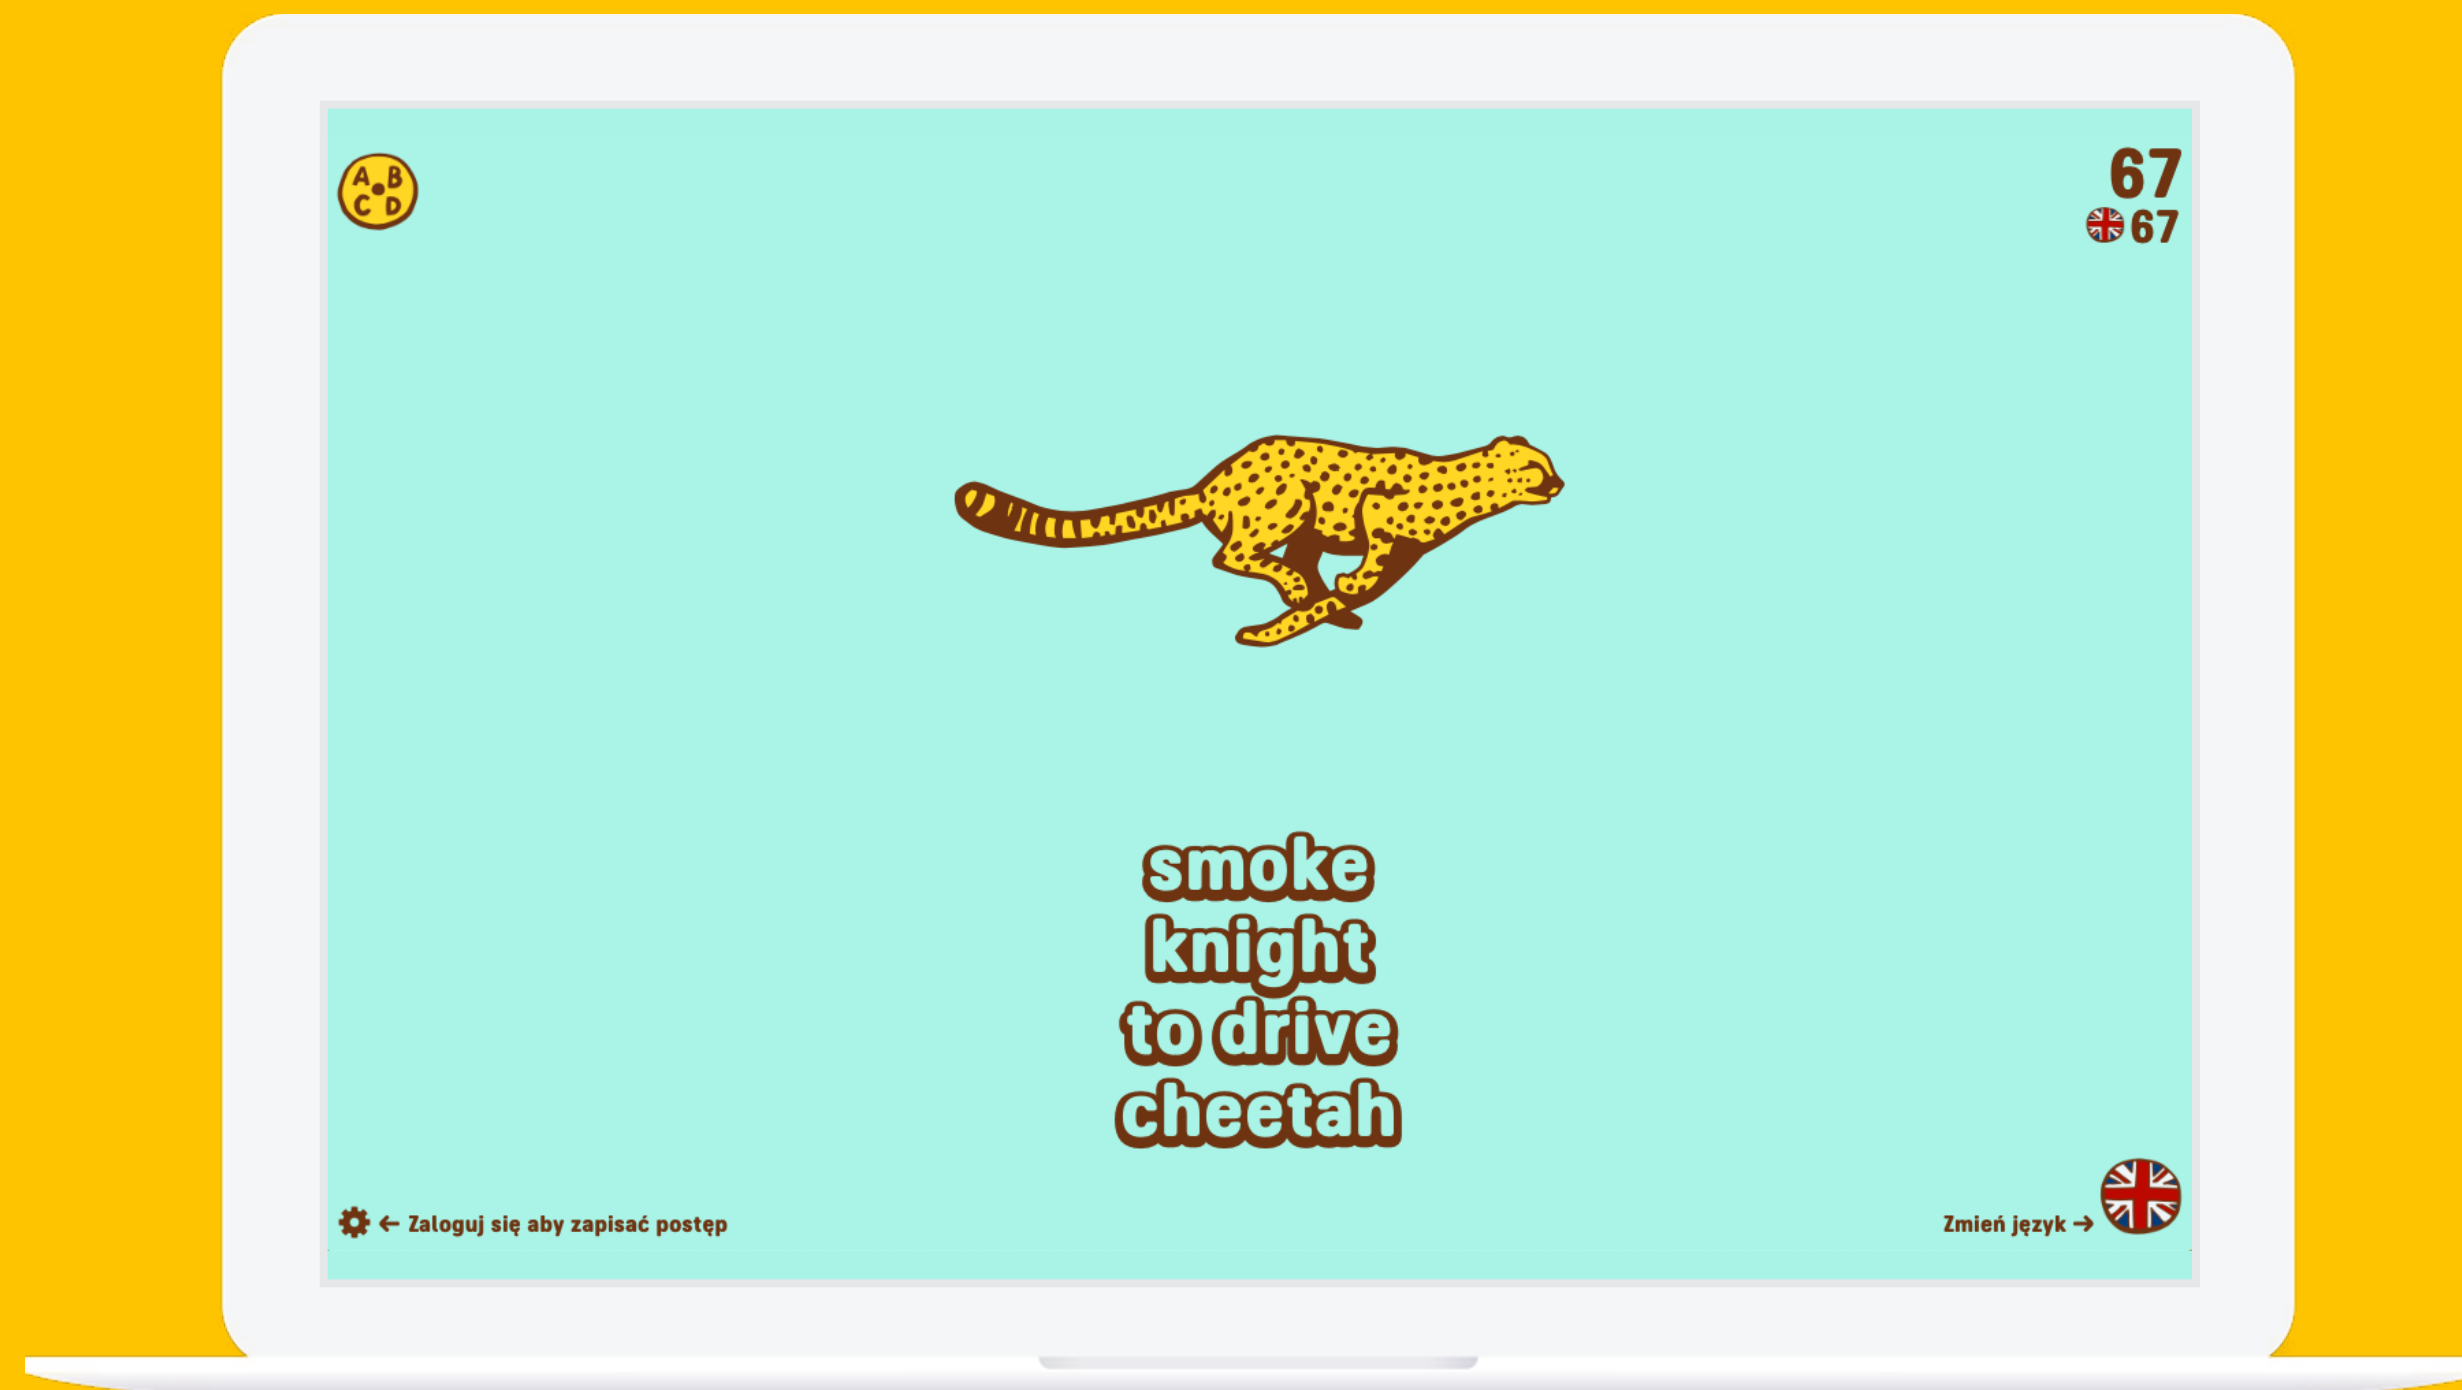 A B
C D
67
67
smoke
knight
to drive
cheetah
← Zaloguj się aby zapisać postęp
Zmień język →